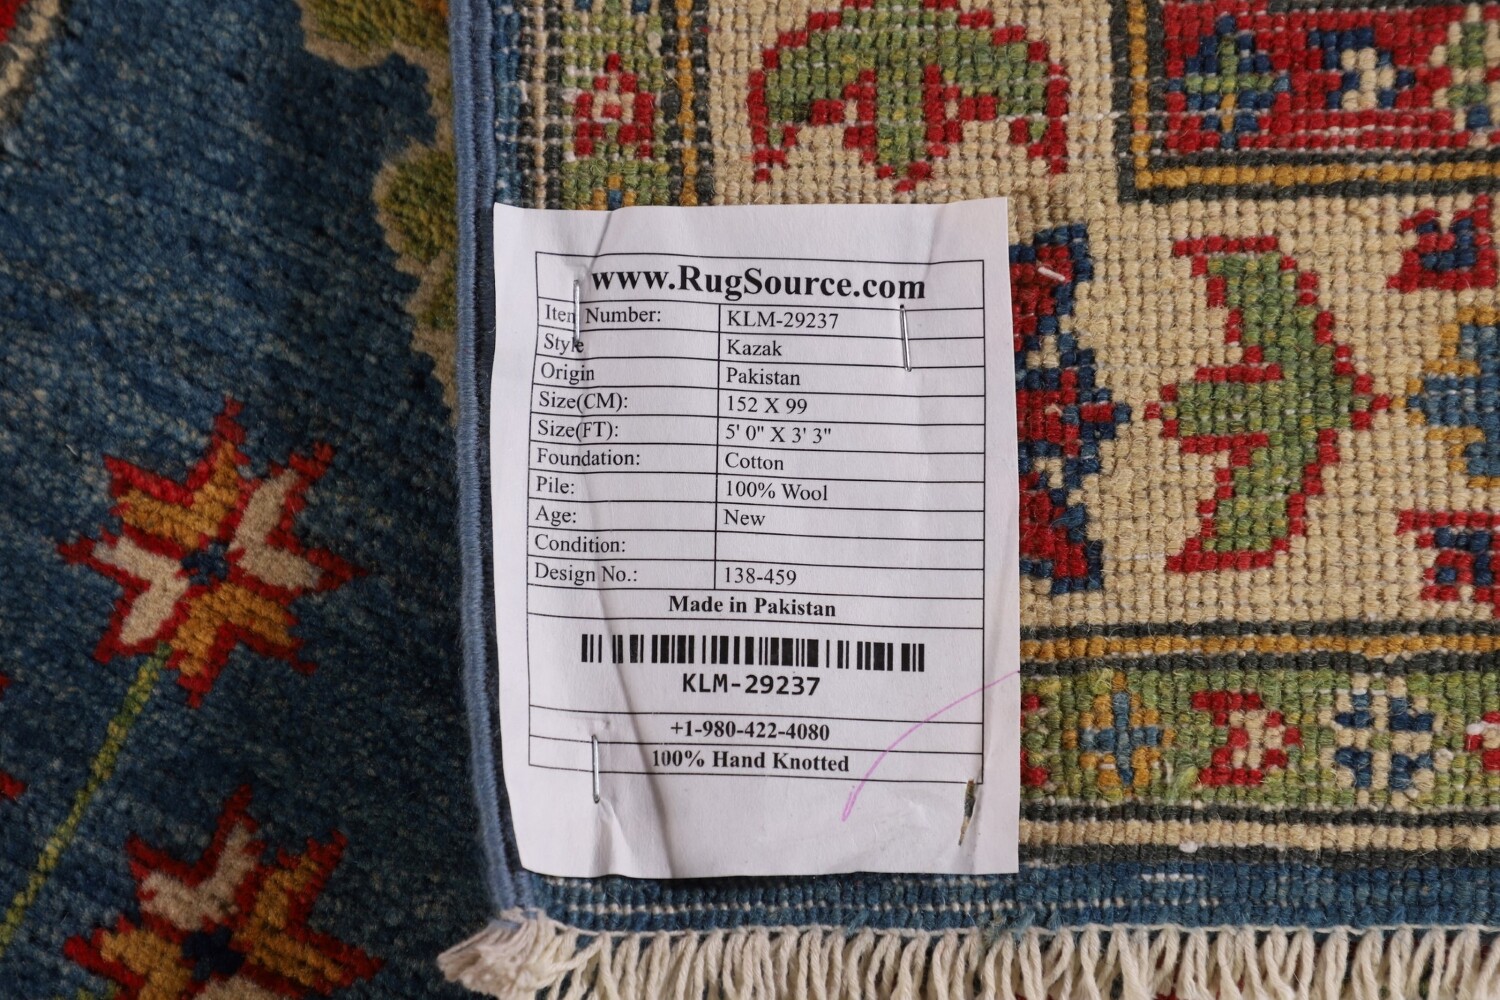 www.RugSource.com
Item Number: KLM-29237
Style Kazak
Origin Pakistan
Size(CM): 152 X 99
Size(FT): 5' 0" X 3' 3"
Foundation: Cotton
Pile: 100% Wool
Age: New
Condition:
Design No.: 138-459
Made in Pakistan
KLM-29237
+1-980-422-4080
100% Hand Knotted